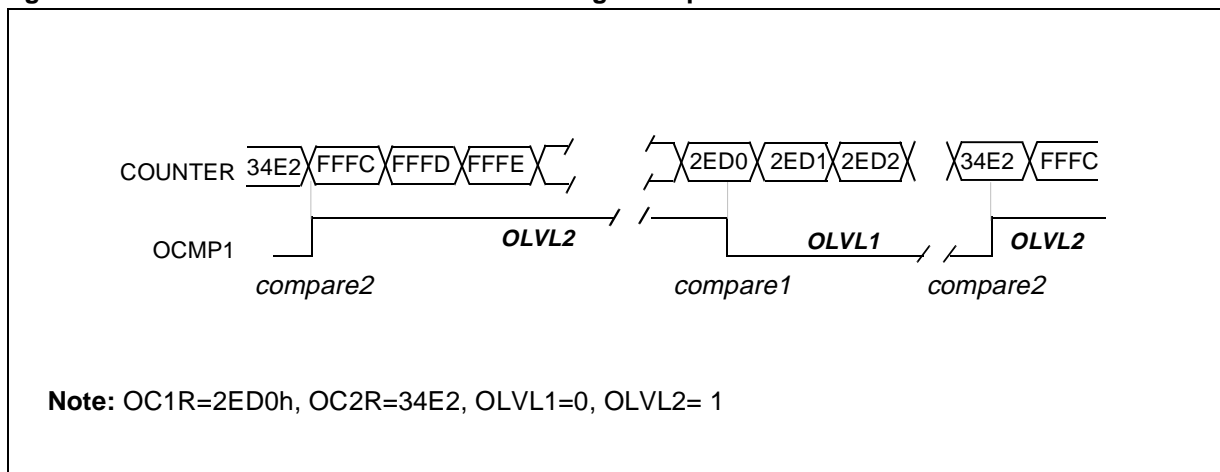 COUNTER 34E2 FFFC FFFD FFFE 2ED0 2ED1 2ED2 34E2 FFFC
OCMP1 OLVL2 OLVL1 OLVL2
compare2 compare1 compare2
Note: OC1R=2ED0h, OC2R=34E2, OLVL1=0, OLVL2= 1